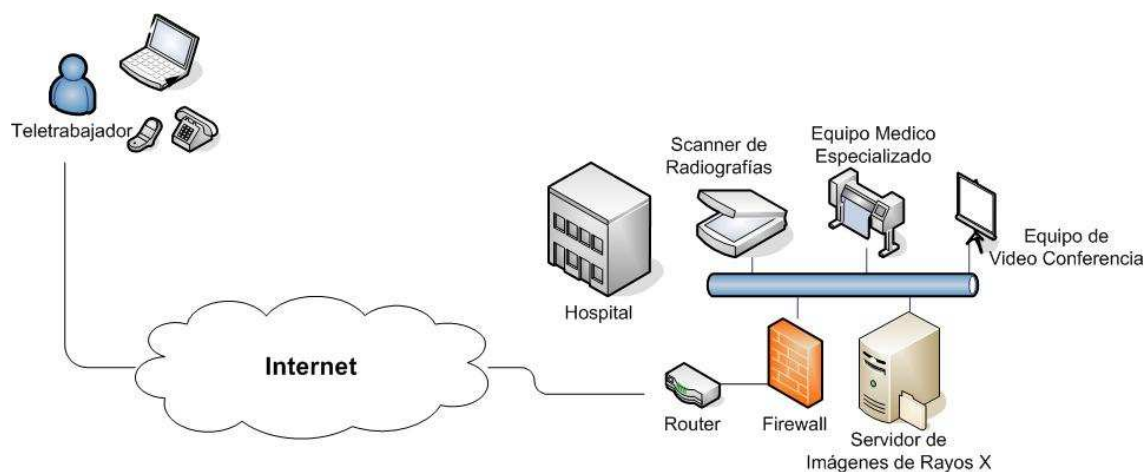 Teletrabajador
Scanner de
Radiografías
Equipo Medico
Especializado
Equipo de
Video Conferencia
Hospital
Internet
Router
Firewall
Servidor de
Imágenes de Rayos X